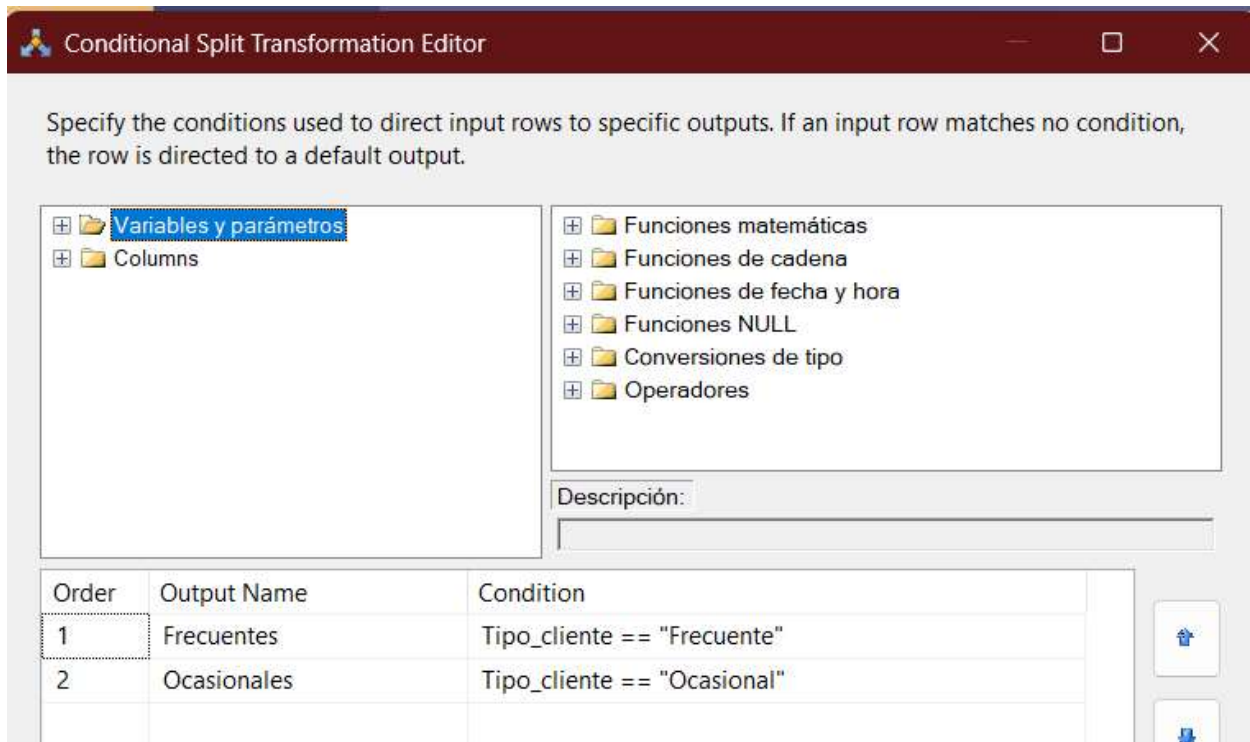 Conditional Split Transformation Editor
Specify the conditions used to direct input rows to specific outputs. If an input row matches no condition,
the row is directed to a default output.
Variables y parámetros
Columns
Funciones matemáticas
Funciones de cadena
Funciones de fecha y hora
Funciones NULL
Conversiones de tipo
Operadores
Descripción:
Order Output Name Condition
1 Frecuentes Tipo_cliente == "Frecuente"
2 Ocasionales Tipo_cliente == "Ocasional"